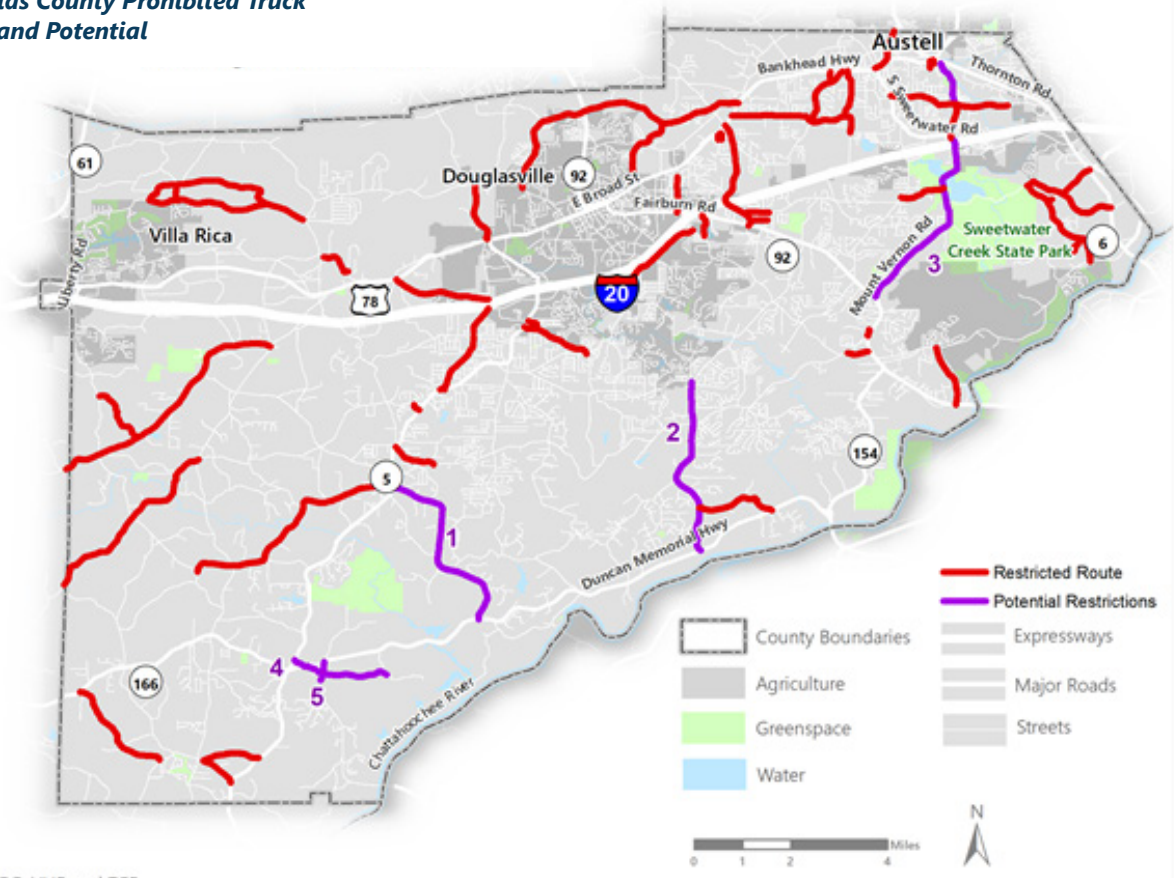 las County Prohibited Truck
and Potential
Austell
Bankhead Hwy
Thornton Rd
S Sweetwater Rd
61
Douglasville
92
E Broad St
Fairburn Rd
Villa Rica
Liberty Rd
78
20
92
Mount Vernon Rd
3
Sweetwater
Creek State Park
6
2
154
5
1
Duncan Memorial Hwy
4
5
166
Chattahoochee River
Restricted Route
Potential Restrictions
County Boundaries
Expressways
Agriculture
Major Roads
Greenspace
Streets
Water
N
Miles
0 1 2 4